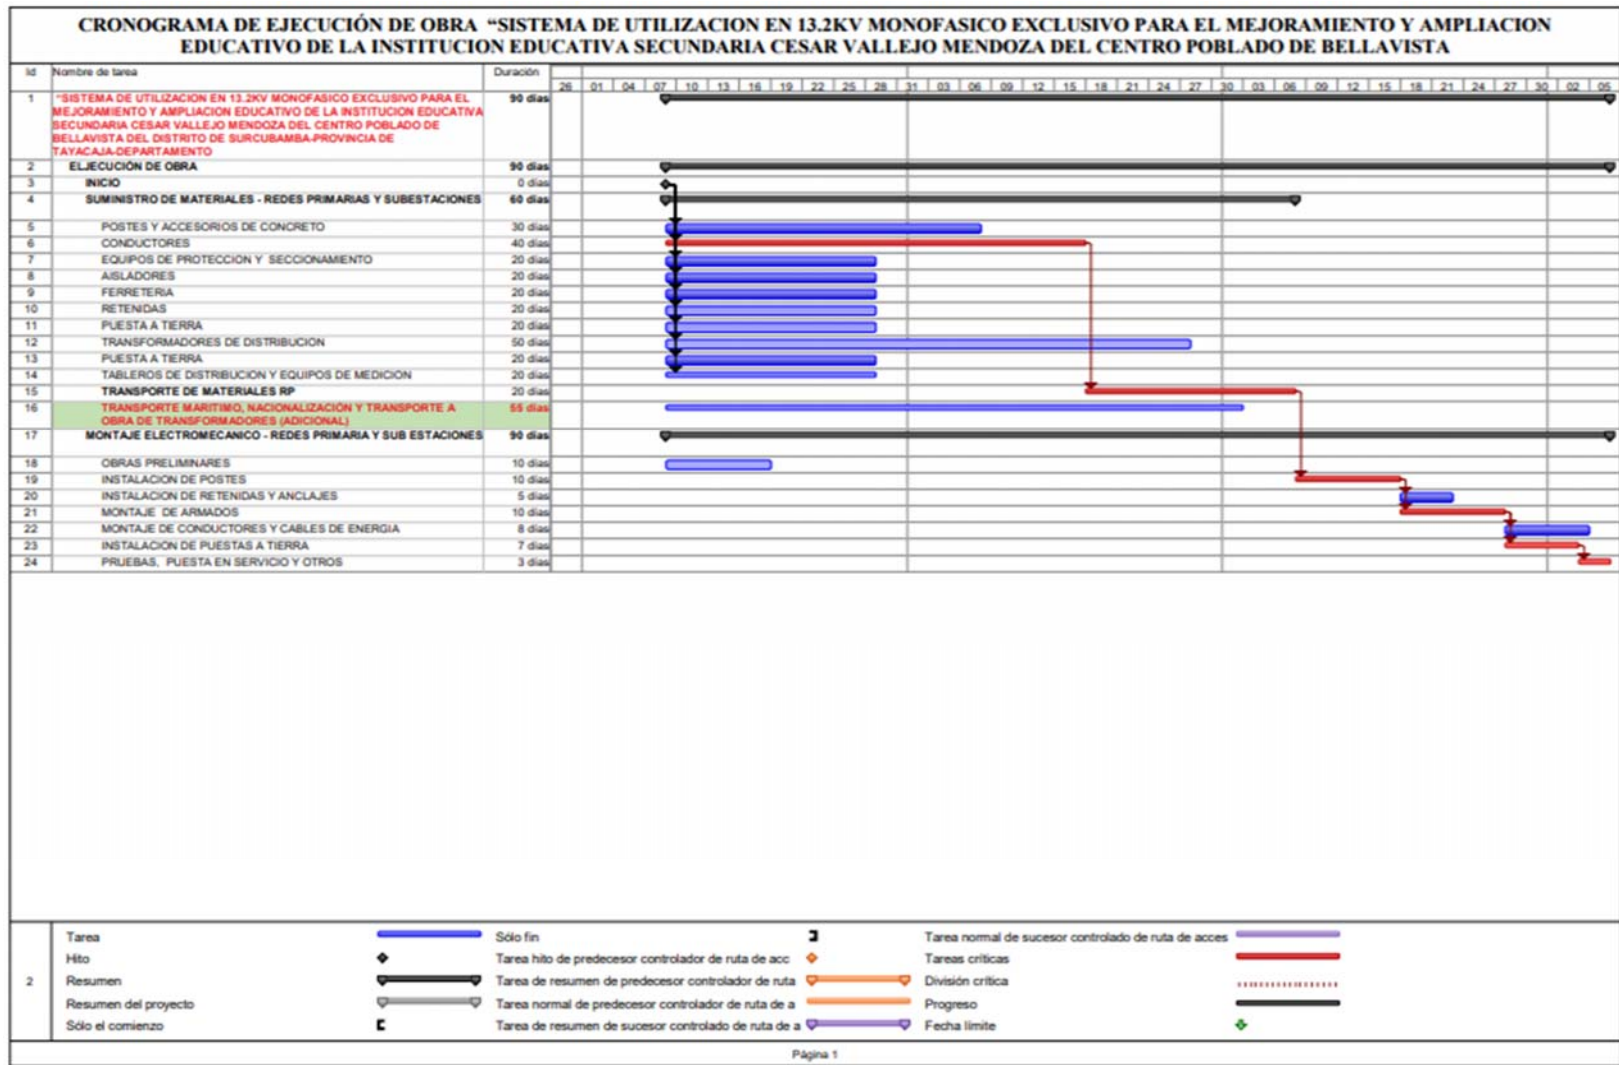 CRONOGRAMA DE EJECUCIÓN DE OBRA “SISTEMA DE UTILIZACION EN 13.2KV MONOFASICO EXCLUSIVO PARA EL MEJORAMIENTO Y AMPLIACION
EDUCATIVO DE LA INSTITUCION EDUCATIVA SECUNDARIA CESAR VALLEJO MENDOZA DEL CENTRO POBLADO DE BELLAVISTA
Id Nombre de tarea Duración
26 01 04 07 10 13 16 19 22 25 28 31 03 06 09 12 15 18 21 24 27 30 03 06 09 12 15 18 21 24 27 30 02 05
1 "SISTEMA DE UTILIZACION EN 13.2KV MONOFASICO EXCLUSIVO PARA EL 90 días
MEJORAMIENTO Y AMPLIACION EDUCATIVO DE LA INSTITUCION EDUCATIVA
SECUNDARIA CESAR VALLEJO MENDOZA DEL CENTRO POBLADO DE
BELLAVISTA DEL DISTRITO DE SURCUBAMBA-PROVINCIA DE
TAYACAJA-DEPARTAMENTO
2 ELJECUCIÓN DE OBRA 90 días
3 INICIO 0 días
4 SUMINISTRO DE MATERIALES - REDES PRIMARIAS Y SUBESTACIONES 60 días
5 POSTES Y ACCESORIOS DE CONCRETO 30 días
6 CONDUCTORES 40 días
7 EQUIPOS DE PROTECCION Y SECCIONAMIENTO 20 días
8 AISLADORES 20 días
9 FERRETERIA 20 días
10 RETENIDAS 20 días
11 PUESTA A TIERRA 20 días
12 TRANSFORMADORES DE DISTRIBUCION 50 días
13 PUESTA A TIERRA 20 días
14 TABLEROS DE DISTRIBUCION Y EQUIPOS DE MEDICION 20 días
15 TRANSPORTE DE MATERIALES RP 20 días
16 TRANSPORTE MARITIMO, NACIONALIZACIÓN Y TRANSPORTE A 55 días
OBRA DE TRANSFORMADORES (ADICIONAL)
17 MONTAJE ELECTROMECANICO - REDES PRIMARIA Y SUB ESTACIONES 90 días
18 OBRAS PRELIMINARES 10 días
19 INSTALACION DE POSTES 10 días
20 INSTALACION DE RETENIDAS Y ANCLAJES 5 días
21 MONTAJE DE ARMADOS 10 días
22 MONTAJE DE CONDUCTORES Y CABLES DE ENERGIA 8 días
23 INSTALACION DE PUESTAS A TIERRA 7 días
24 PRUEBAS, PUESTA EN SERVICIO Y OTROS 3 días
2
Tarea
Hito
Resumen
Resumen del proyecto
Sólo el comienzo
Sólo fin
Tarea hito de predecesor controlador de ruta de acc
Tarea de resumen de predecesor controlador de ruta
Tarea normal de predecesor controlador de ruta de a
Tarea de resumen de sucesor controlado de ruta de a
Tarea normal de sucesor controlado de ruta de acces
Tareas críticas
División crítica
Progreso
Fecha límite
Página 1